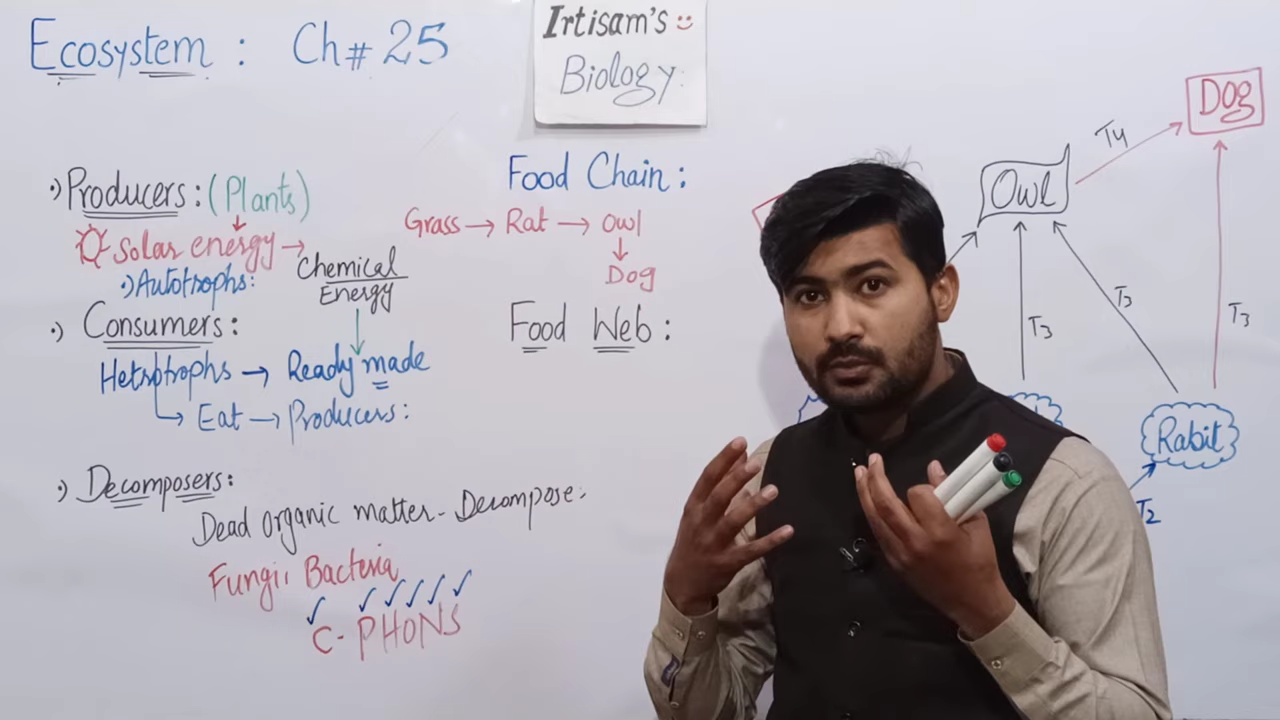 Ecosystem : Ch # 25
Irtisam's
Biology
Producers : (Plants)
Solar energy →
Chemical
Energy
Autotrophs:
Consumers :
Hetrotrophs → Ready made
Eat → Producers :
Decomposers :
Dead organic matter - Decompose :
Fungi, Bacteria
C - PHONS
Food Chain :
Grass → Rat → Owl
Dog
Food Web :
Dog
T4
Owl
T3
T3
T3
Rabit
T2